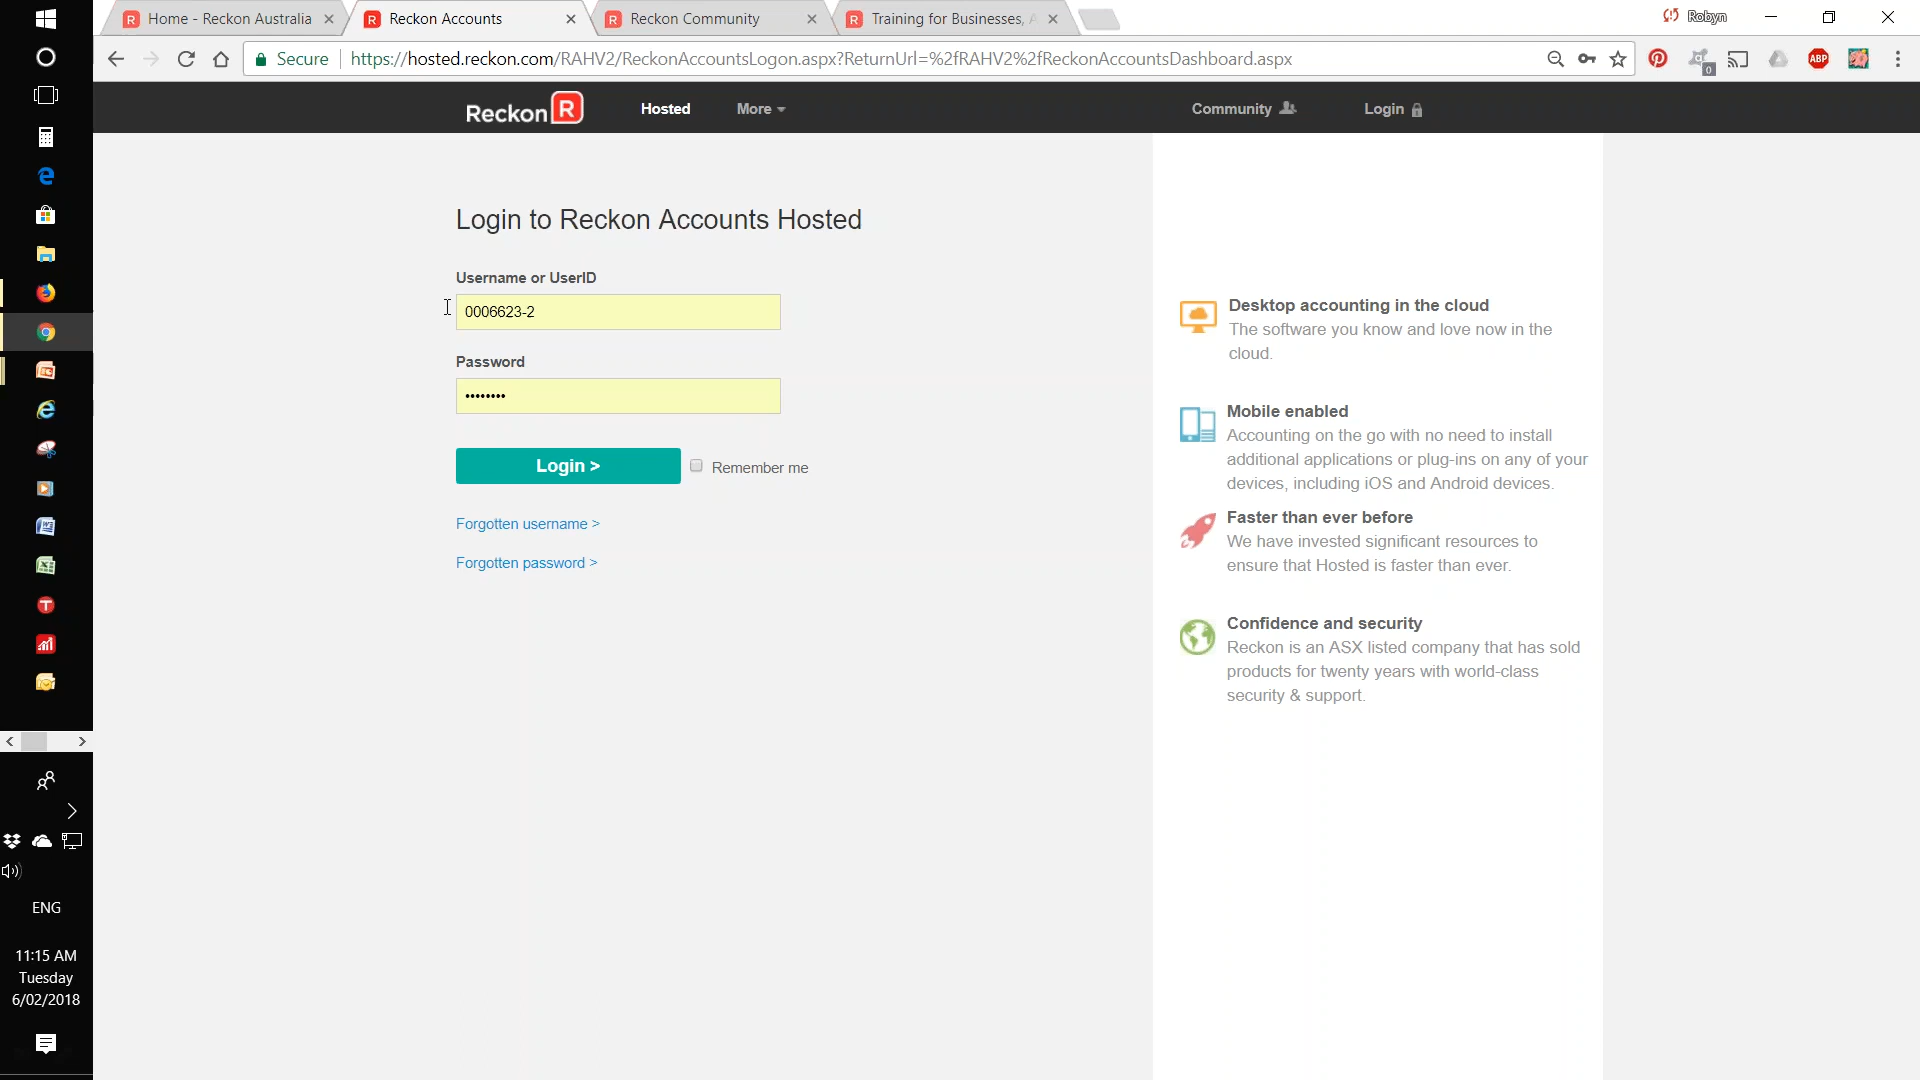 Home - Reckon Australia
Reckon Accounts
Reckon Community
Training for Businesses, A
Robyn
Secure
https://hosted.reckon.com/RAHV2/ReckonAccountsLogon.aspx?ReturnUrl=%2fRAHV2%2fReckonAccountsDashboard.aspx
0
ABP
Reckon R
Hosted
More
Community
Login
Login to Reckon Accounts Hosted
Username or UserID
0006623-2
Password
••••••••
Login >
Remember me
Forgotten username >
Forgotten password >
Desktop accounting in the cloud
The software you know and love now in the
cloud.
Mobile enabled
Accounting on the go with no need to install
additional applications or plug-ins on any of your
devices, including iOS and Android devices.
Faster than ever before
We have invested significant resources to
ensure that Hosted is faster than ever.
Confidence and security
Reckon is an ASX listed company that has sold
products for twenty years with world-class
security & support.
ENG
11:15 AM
Tuesday
6/02/2018